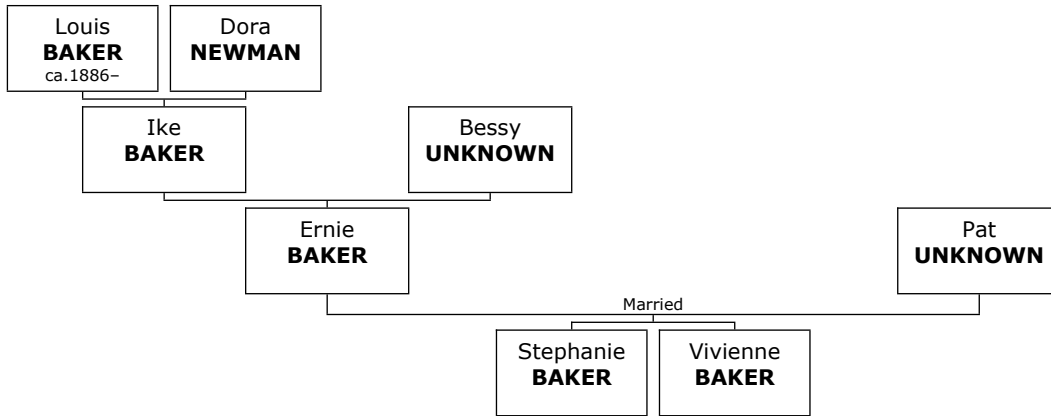 Louis
BAKER
ca.1886–
Dora
NEWMAN
Ike
BAKER
Bessy
UNKNOWN
Ernie
BAKER
Pat
UNKNOWN
Married
Stephanie
BAKER
Vivienne
BAKER